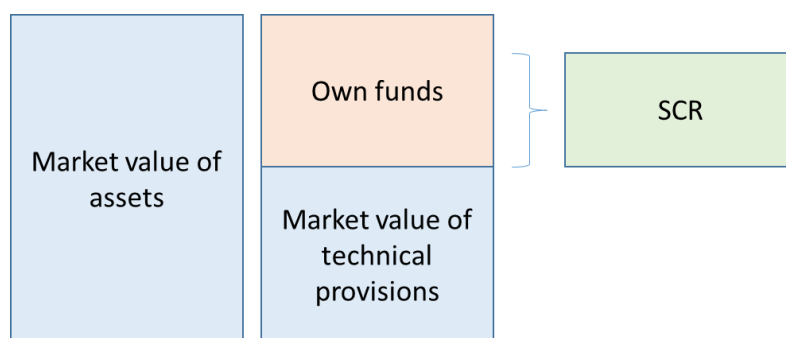 Market value of
assets
Own funds
Market value of
technical
provisions
SCR